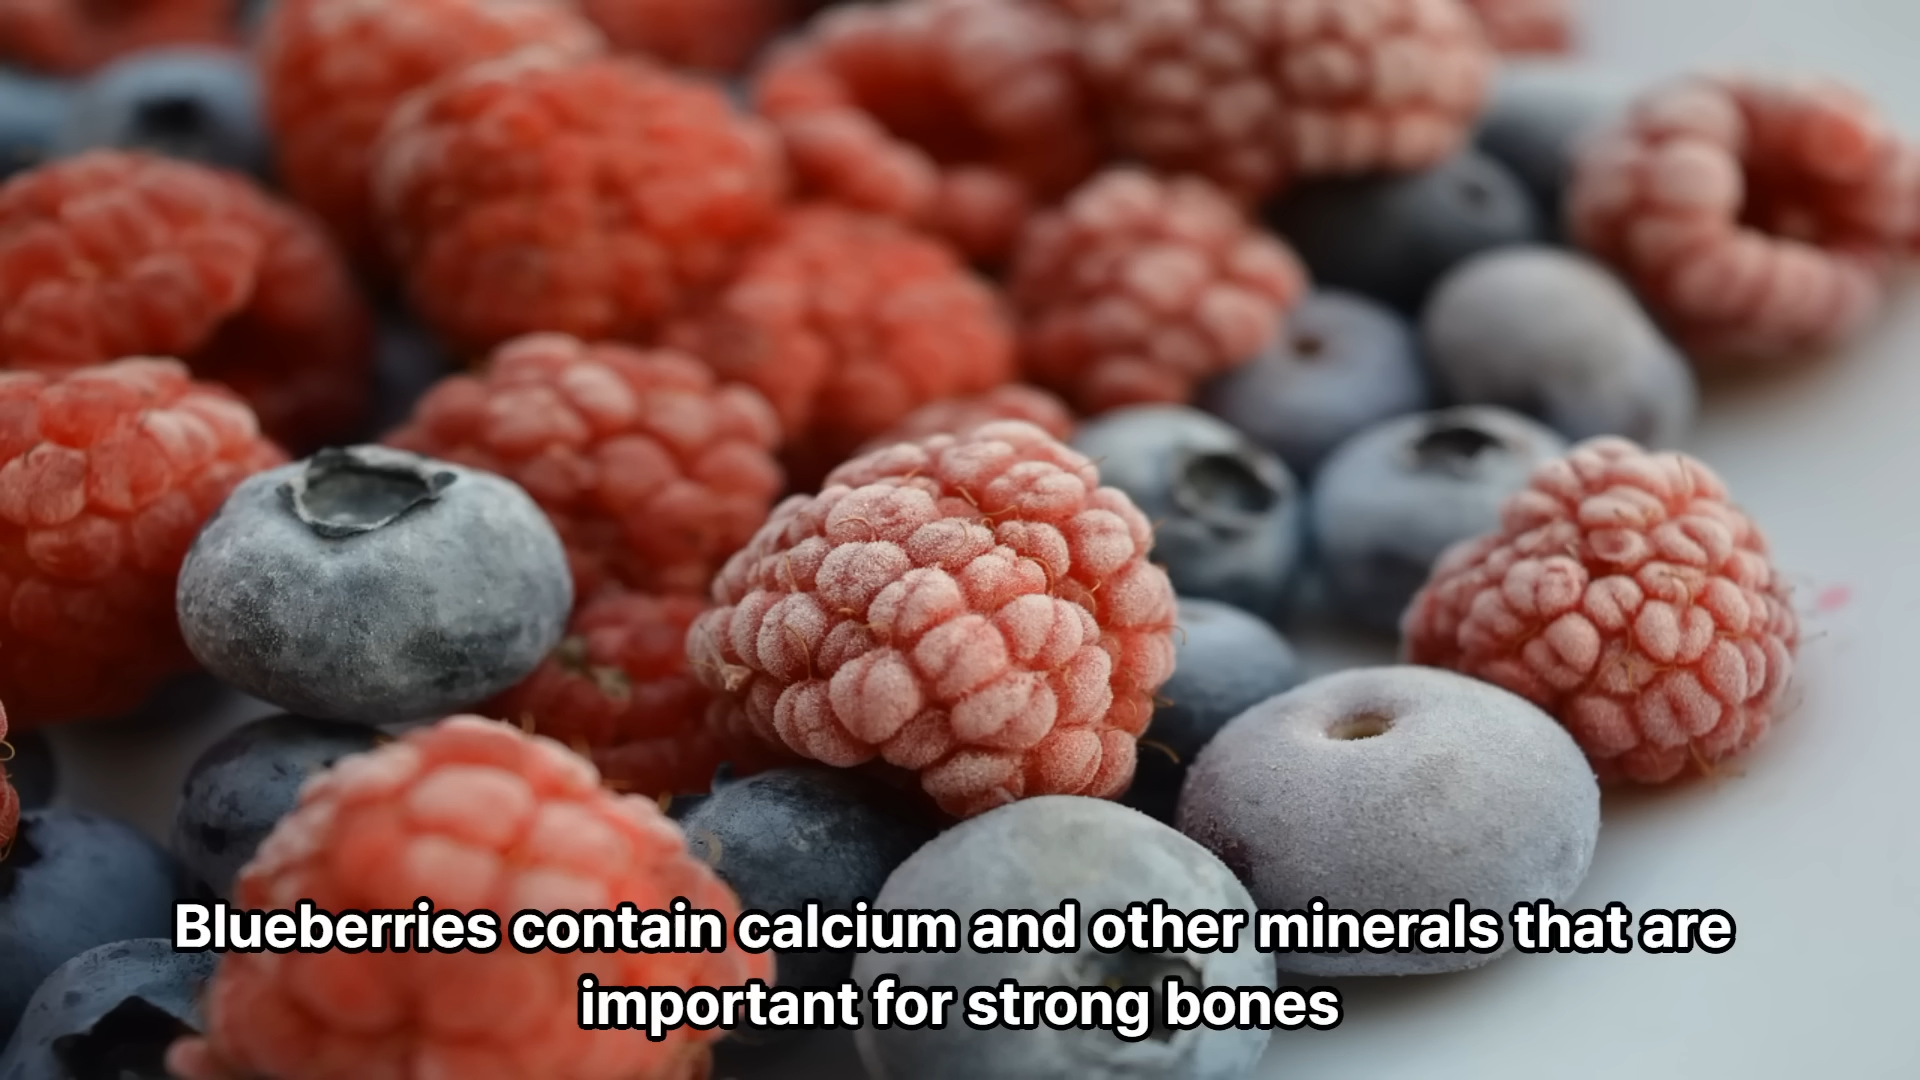 Blueberries contain calcium and other minerals that are
important for strong bones